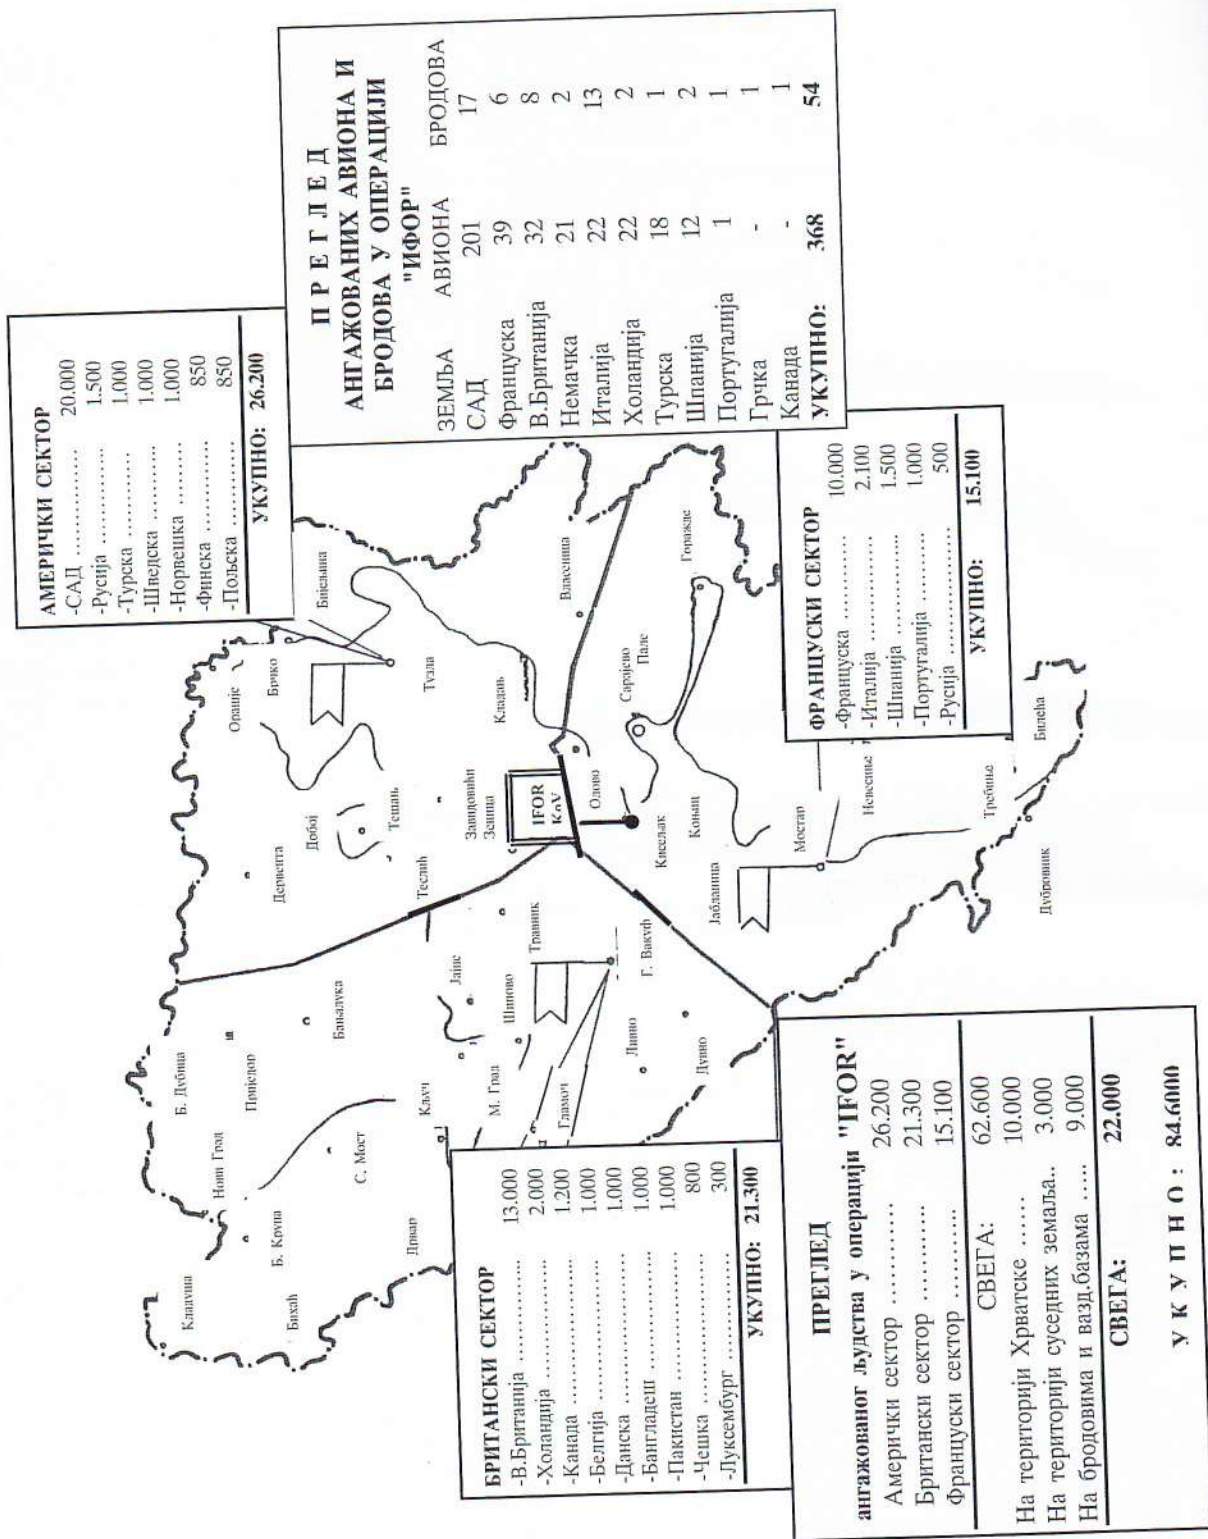 АМЕРИЧКИ СЕКТОР
-САД ................ 20.000
-Русија .............. 1.500
-Турска ............ 1.000
-Шведска .......... 1.000
-Норвешка ......... 1.000
-Финска ............ 850
-Пољска ............ 850
УКУПНО: 26.200
П Р Е Г Л Е Д
АНГАЖОВАНИХ АВИОНА И
БРОДОВА У ОПЕРАЦИЈИ
"ИФОР"
ЗЕМЉА АВИОНА БРОДОВА
САД 201 17
Француска 39 6
В.Британија 32 8
Немачка 21 2
Италија 22 13
Холандија 22 2
Турска 18 1
Шпанија 12 2
Португалија 1 1
Грчка - 1
Канада - 1
УКУПНО: 368 54
БРИТАНСКИ СЕКТОР
-В.Британија .................. 13.000
-Холандија ..................... 2.000
-Канада ......................... 1.200
-Белгија ......................... 1.000
-Данска .......................... 1.000
-Бангладеш ..................... 1.000
-Пакистан ....................... 1.000
-Чешка ........................... 800
-Луксембург ................... 300
УКУПНО: 21.300
ФРАНЦУСКИ СЕКТОР
-Француска ................ 10.000
-Италија ..................... 2.100
-Шпанија .................... 1.500
-Португалија ............... 1.000
-Русија ....................... 500
УКУПНО: 15.100
ПРЕГЛЕД
ангажованог људства у операцији "IFOR"
Амерички сектор ............ 26.200
Британски сектор ........... 21.300
Француски сектор ........... 15.100
СВЕГА: 62.600
На територији Хрватске ...... 10.000
На територији суседних земаља.. 3.000
На бродовима и вазд.базама ..... 9.000
СВЕГА: 22.000
У К У П Н О : 84.6000
Кладуша
Бихаћ
Б. Крупа
Нови Град
Б. Дубица
Приједор
С. Мост
Дрвар
Бањалука
Кључ
М. Град
Гламоч
Шипово
Јајце
Ливно
Дувно
Г. Вакуф
Травник
Теслић
Дервента
Добој
Тешањ
Завидовићи
Зеница
IFOR
KoV
Орашје
Брчко
Бијељина
Тузла
Кладањ
Олово
Власеница
Сарајево
Пале
Горажде
Кисељак
Коњиц
Јабланица
Мостар
Невесиње
Требиње
Билећа
Дубровник